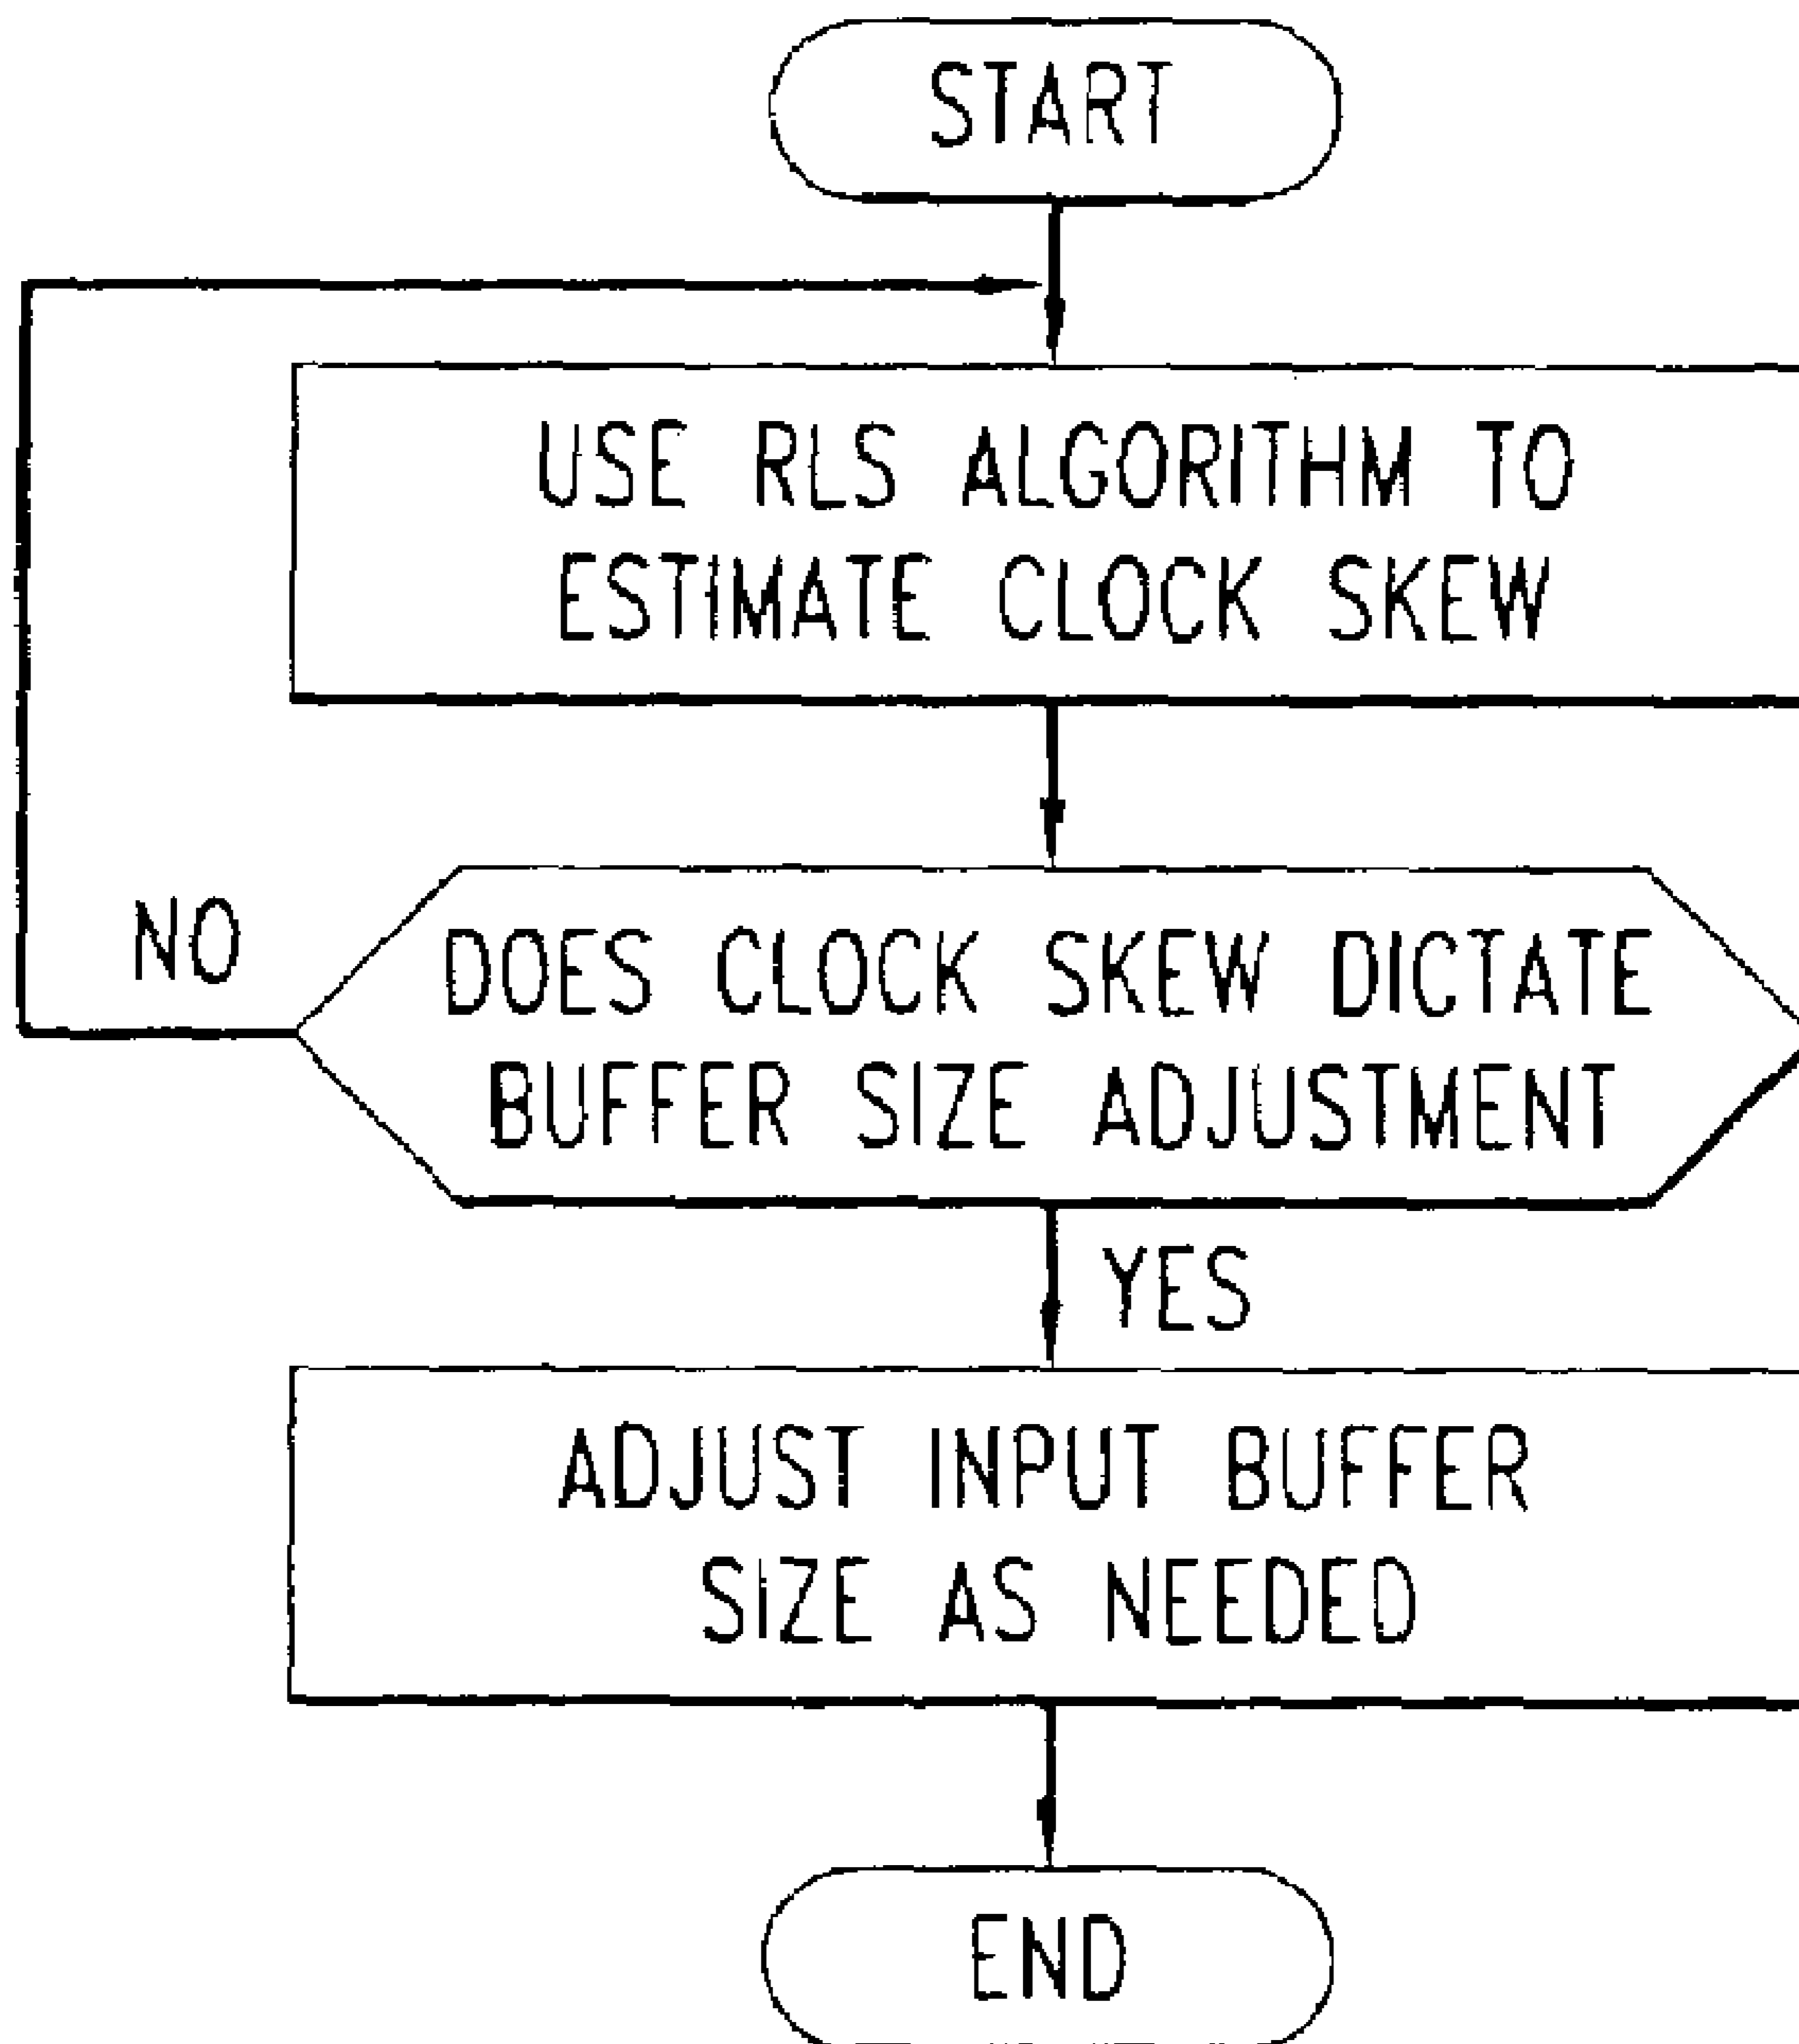 START
USE RLS ALGORITHM TO
ESTIMATE CLOCK SKEW
NO
DOES CLOCK SKEW DICTATE
BUFFER SIZE ADJUSTMENT
YES
ADJUST INPUT BUFFER
SIZE AS NEEDED
END